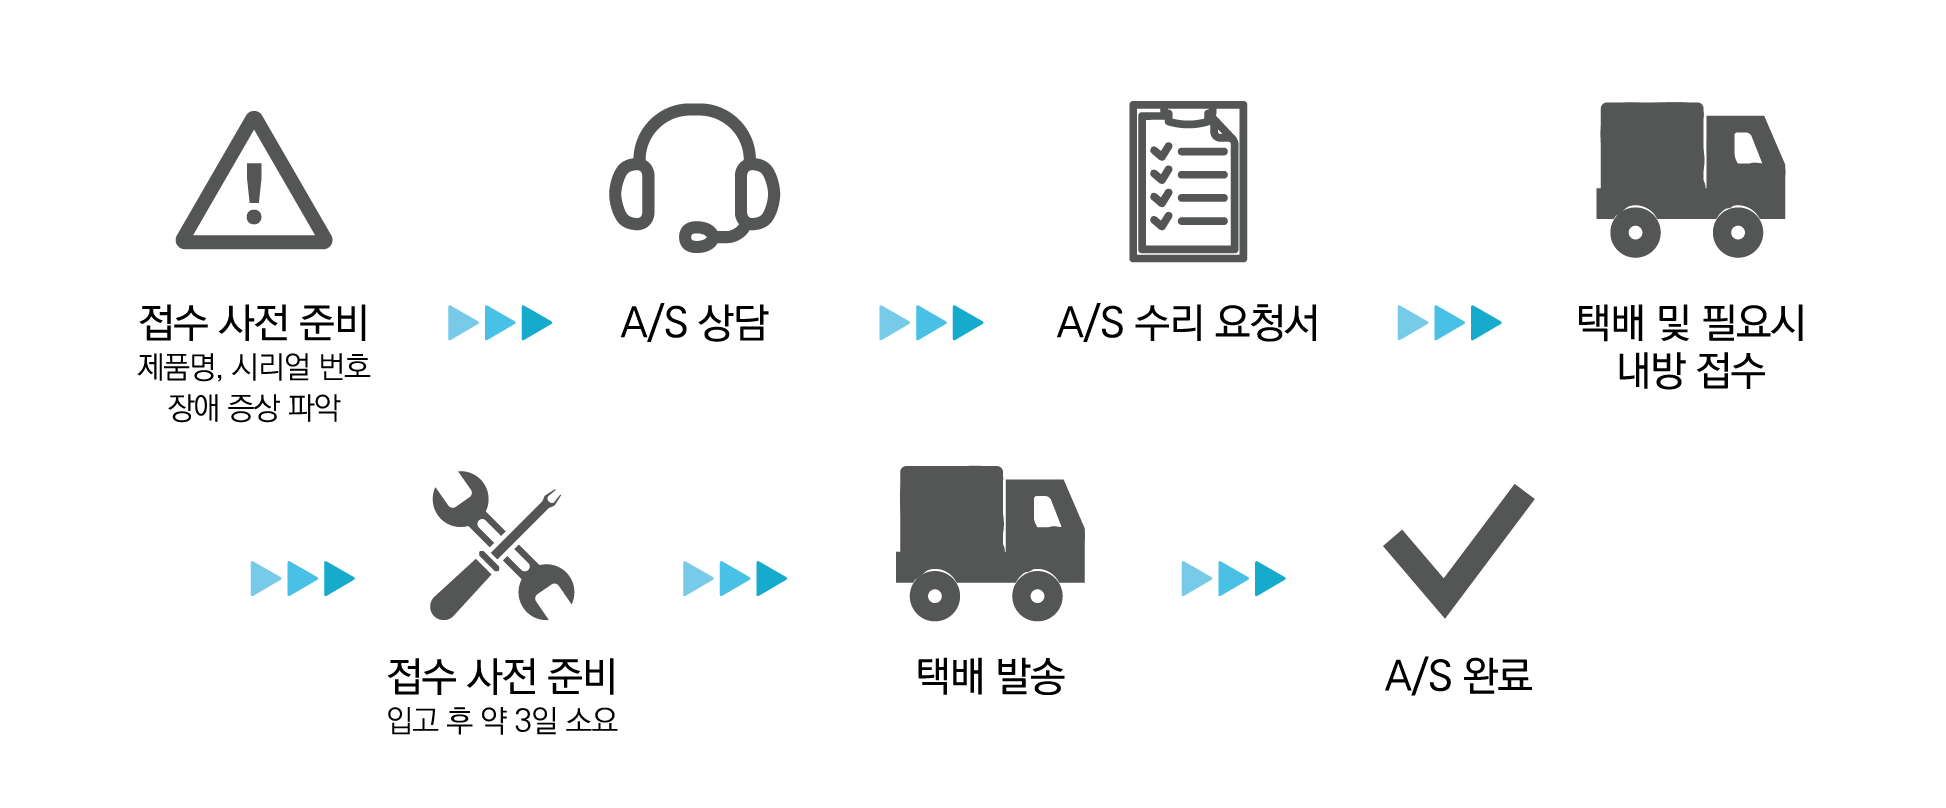 접수 사전 준비
제품명, 시리얼 번호
장애 증상 파악
A/S 상담
A/S 수리 요청서
택배 및 필요시
내방 접수
접수 사전 준비
입고 후 약 3일 소요
택배 발송
A/S 완료